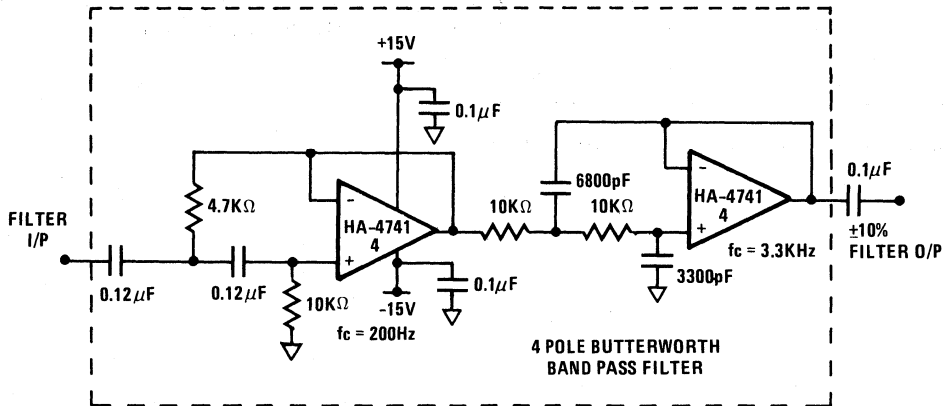 +15V
0.1μF
4.7KΩ
-
HA-4741
4
+
FILTER
I/P
0.12μF
0.12μF
10KΩ
-15V
0.1μF
fc = 200Hz
10KΩ
6800pF
10KΩ
3300pF
-
HA-4741
4
+
fc = 3.3KHz
0.1μF
±10%
FILTER O/P
4 POLE BUTTERWORTH
BAND PASS FILTER